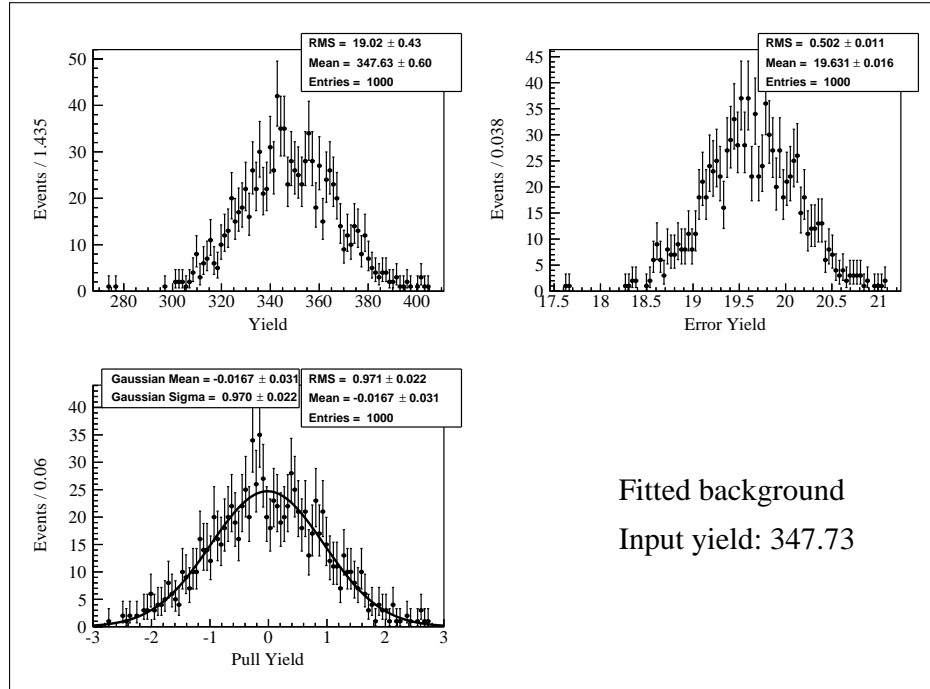 RMS = 19.02 ± 0.43
Mean = 347.63 ± 0.60
Entries = 1000
50
40
30
20
10
0
280 300 320 340 360 380 400
Yield
Events / 1.435
RMS = 0.502 ± 0.011
Mean = 19.631 ± 0.016
Entries = 1000
45
40
35
30
25
20
15
10
5
0
17.5 18 18.5 19 19.5 20 20.5 21
Error Yield
Events / 0.038
Gaussian Mean = -0.0167 ± 0.031
Gaussian Sigma = 0.970 ± 0.022
RMS = 0.971 ± 0.022
Mean = -0.0167 ± 0.031
Entries = 1000
40
35
30
25
20
15
10
5
0
-3 -2 -1 0 1 2 3
Pull Yield
Events / 0.06
Fitted background
Input yield: 347.73